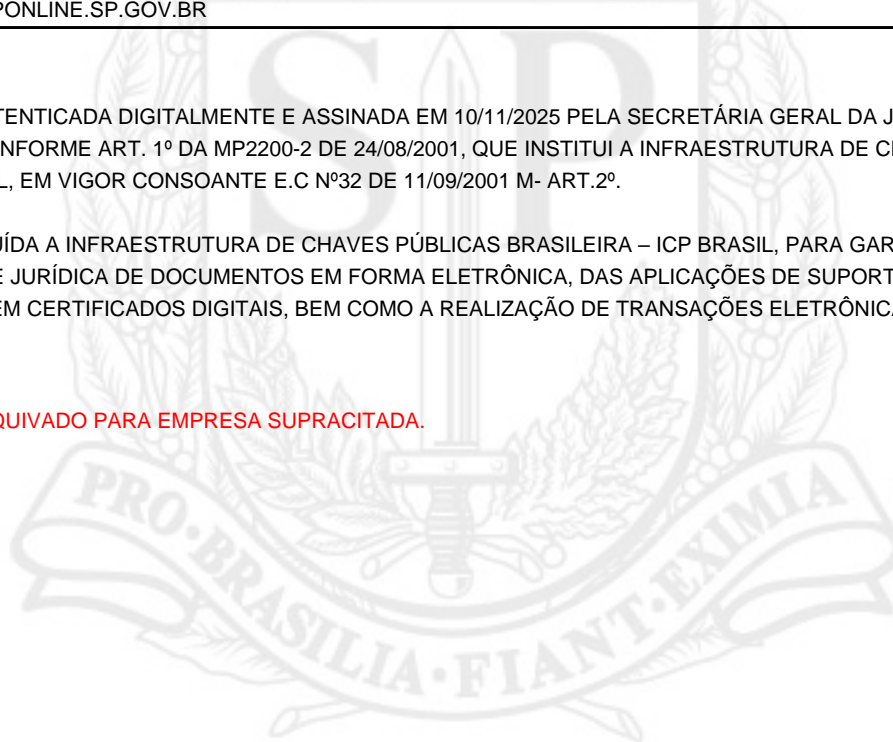 PONLINE.SP.GOV.BR
TENTICADA DIGITALMENTE E ASSINADA EM 10/11/2025 PELA SECRETÁRIA GERAL DA J
NFORME ART. 1º DA MP2200-2 DE 24/08/2001, QUE INSTITUI A INFRAESTRUTURA DE C
L, EM VIGOR CONSOANTE E.C Nº32 DE 11/09/2001 M- ART.2º.
UÍDA A INFRAESTRUTURA DE CHAVES PÚBLICAS BRASILEIRA – ICP BRASIL, PARA GAR
E JURÍDICA DE DOCUMENTOS EM FORMA ELETRÔNICA, DAS APLICAÇÕES DE SUPORT
EM CERTIFICADOS DIGITAIS, BEM COMO A REALIZAÇÃO DE TRANSAÇÕES ELETRÔNICA
QUIVADO PARA EMPRESA SUPRACITADA.
SP
PRO·BRASILIA·FIANT·EXIMIA